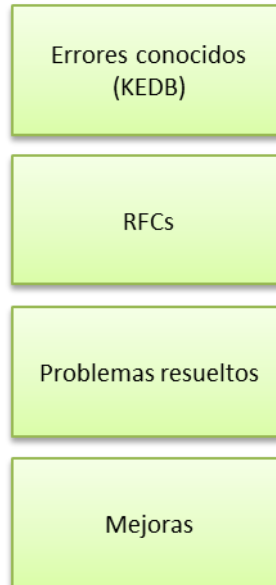 Errores conocidos
(KEDB)
RFCs
Problemas resueltos
Mejoras